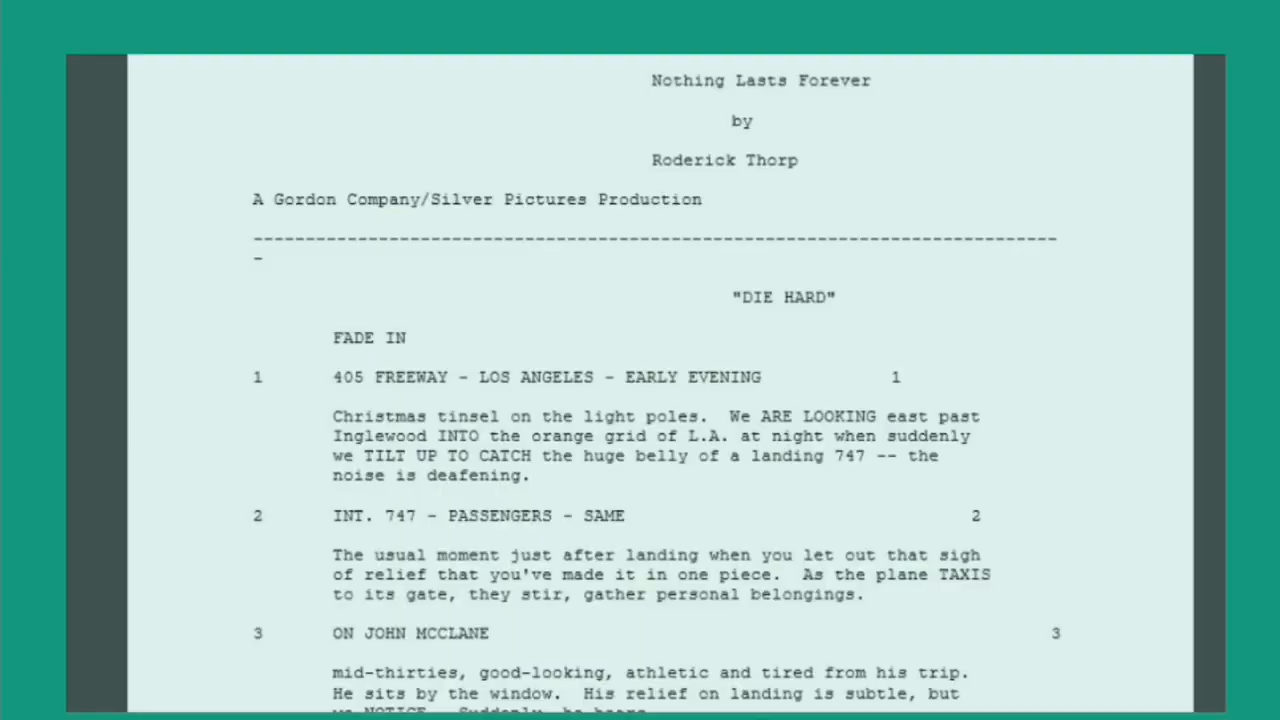 Nothing Lasts Forever
by
Roderick Thorp
A Gordon Company/Silver Pictures Production
-----------------------------------------------------------------------------
-
"DIE HARD"
FADE IN
1 405 FREEWAY - LOS ANGELES - EARLY EVENING 1
Christmas tinsel on the light poles. We ARE LOOKING east past
Inglewood INTO the orange grid of L.A. at night when suddenly
we TILT UP TO CATCH the huge belly of a landing 747 -- the
noise is deafening.
2 INT. 747 - PASSENGERS - SAME 2
The usual moment just after landing when you let out that sigh
of relief that you've made it in one piece. As the plane TAXIS
to its gate, they stir, gather personal belongings.
3 ON JOHN MCCLANE 3
mid-thirties, good-looking, athletic and tired from his trip.
He sits by the window. His relief on landing is subtle, but
we NOTICE. Suddenly, he hears